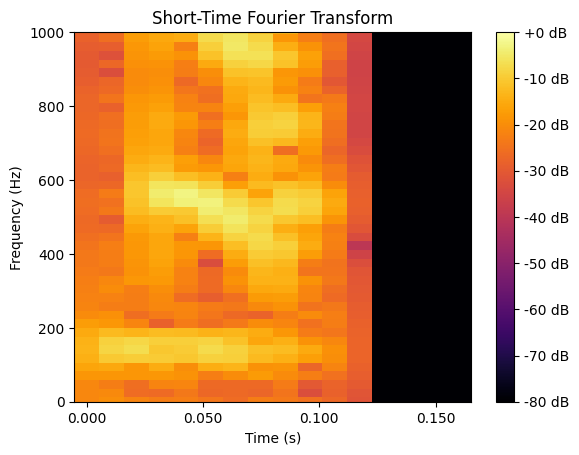 Short-Time Fourier Transform
1000
800
600
400
200
0
Frequency (Hz)
0.000
0.050
0.100
0.150
Time (s)
+0 dB
-10 dB
-20 dB
-30 dB
-40 dB
-50 dB
-60 dB
-70 dB
-80 dB